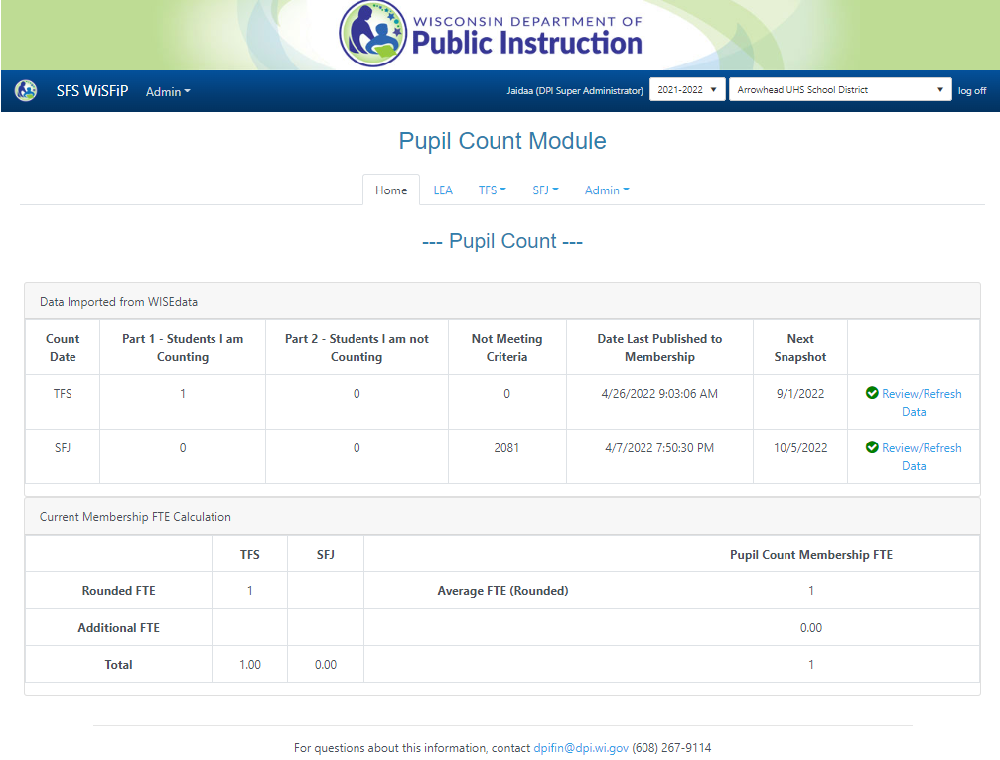 WISCONSIN DEPARTMENT OF
Public Instruction
SFS WiSFiP Admin Jaidaa (DPI Super Administrator) 2021-2022 Arrowhead UHS School District log off
Pupil Count Module
Home LEA TFS SFJ Admin
--- Pupil Count ---
Data Imported from WISEdata
Count Date Part 1 - Students I am Counting Part 2 - Students I am not Counting Not Meeting Criteria Date Last Published to Membership Next Snapshot
TFS 1 0 0 4/26/2022 9:03:06 AM 9/1/2022 Review/Refresh Data
SFJ 0 0 2081 4/7/2022 7:50:30 PM 10/5/2022 Review/Refresh Data
Current Membership FTE Calculation
TFS SFJ Pupil Count Membership FTE
Rounded FTE 1 Average FTE (Rounded) 1
Additional FTE 0.00
Total 1.00 0.00 1
For questions about this information, contact dpifin@dpi.wi.gov (608) 267-9114